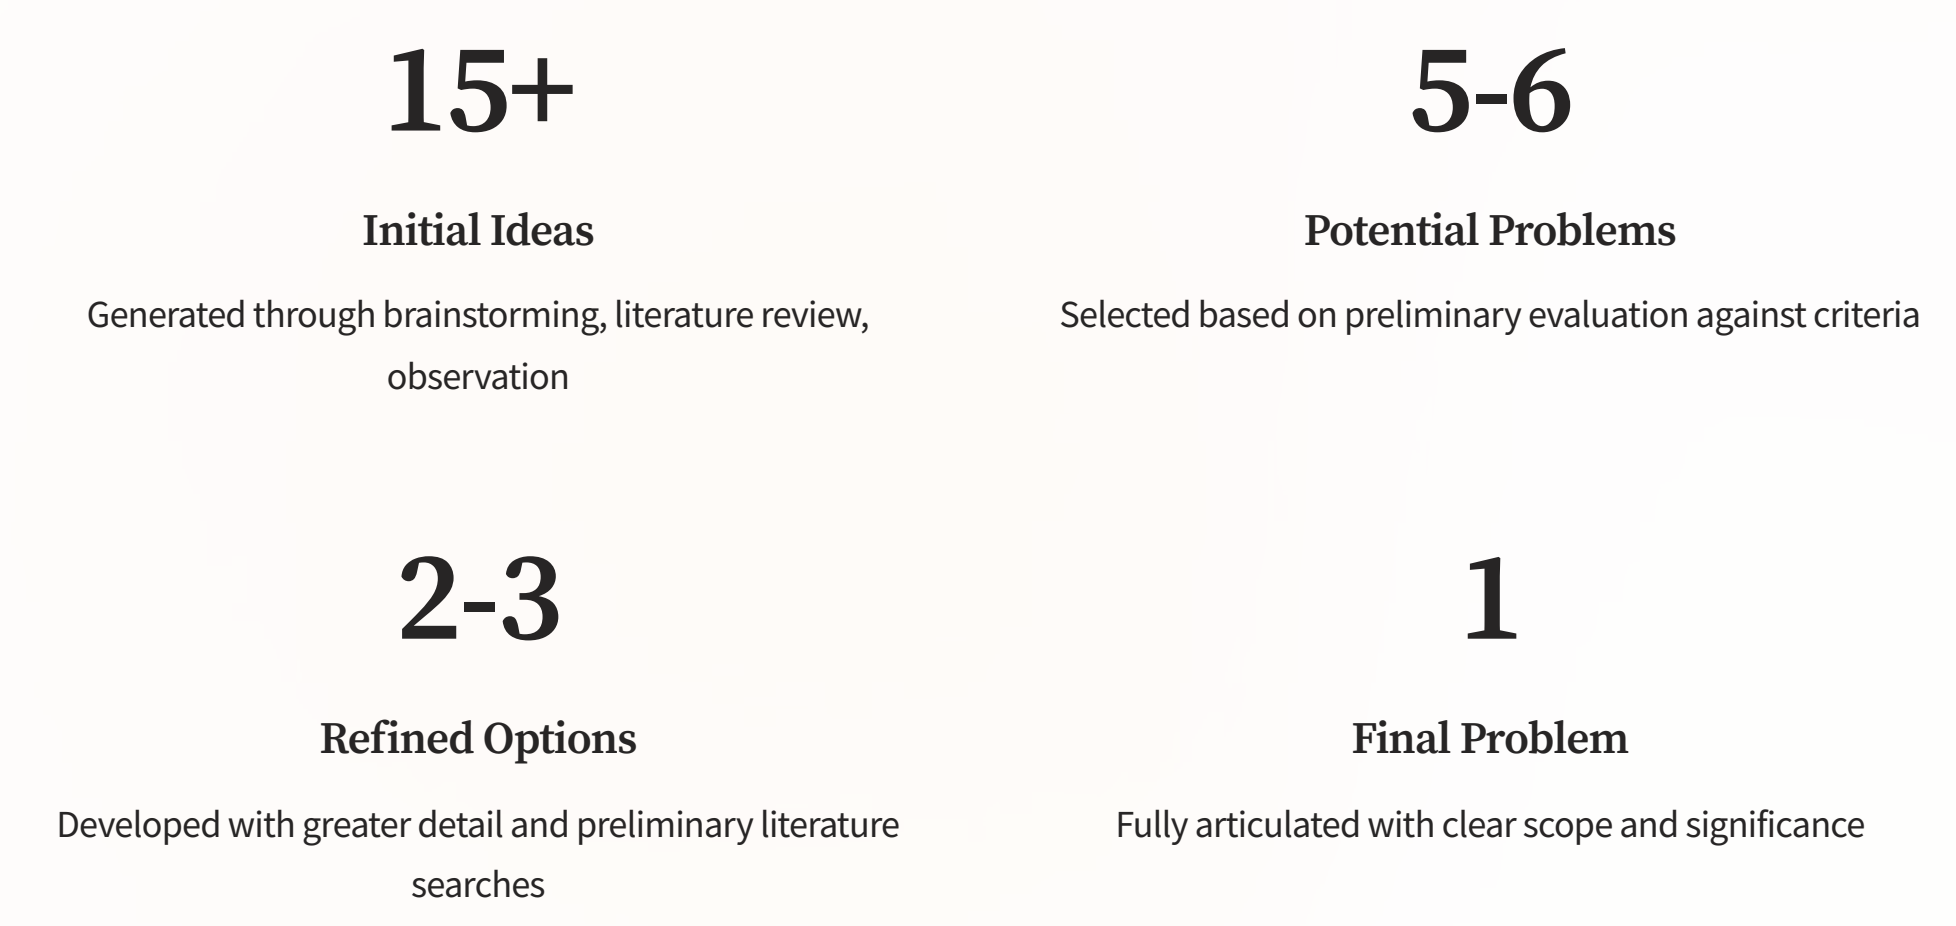 15+
Initial Ideas
Generated through brainstorming, literature review,
observation
5-6
Potential Problems
Selected based on preliminary evaluation against criteria
2-3
Refined Options
Developed with greater detail and preliminary literature
searches
1
Final Problem
Fully articulated with clear scope and significance